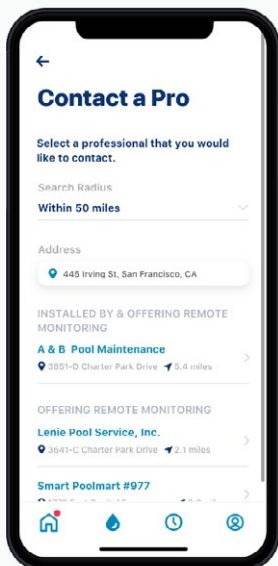 Contact a Pro
Select a professional that you would
like to contact.
Search Radius
Within 50 miles
Address
445 Irving St, San Francisco, CA
INSTALLED BY & OFFERING REMOTE
MONITORING
A & B Pool Maintenance
3851-D Charter Park Drive 5.4 miles
OFFERING REMOTE MONITORING
Lenie Pool Service, Inc.
3641-C Charter Park Drive 2.1 miles
Smart Poolmart #977